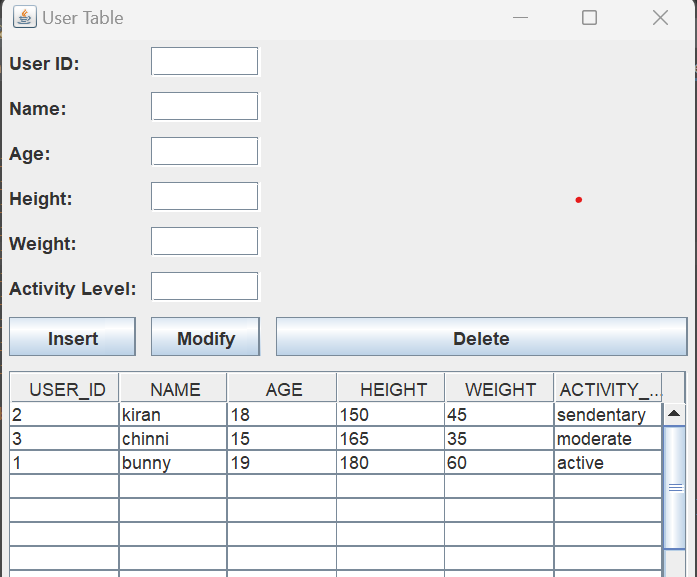 User Table
User ID:
Name:
Age:
Height:
Weight:
Activity Level:
Insert Modify Delete
USER_ID NAME AGE HEIGHT WEIGHT ACTIVITY_...
2 kiran 18 150 45 sendentary
3 chinni 15 165 35 moderate
1 bunny 19 180 60 active